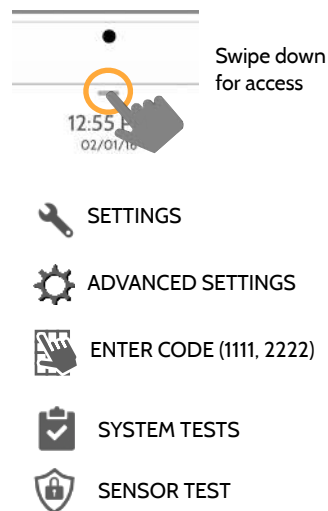 Swipe down
for access
12:55
02/01/16
SETTINGS
ADVANCED SETTINGS
ENTER CODE (1111, 2222)
SYSTEM TESTS
SENSOR TEST